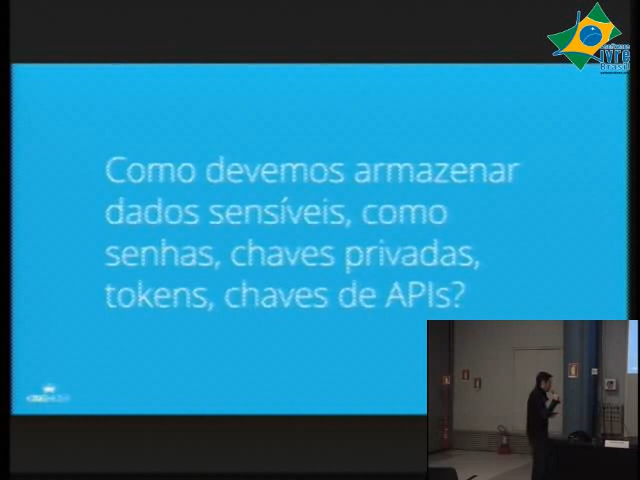 Como devemos armazenar
dados sensíveis, como
senhas, chaves privadas,
tokens, chaves de APIs?